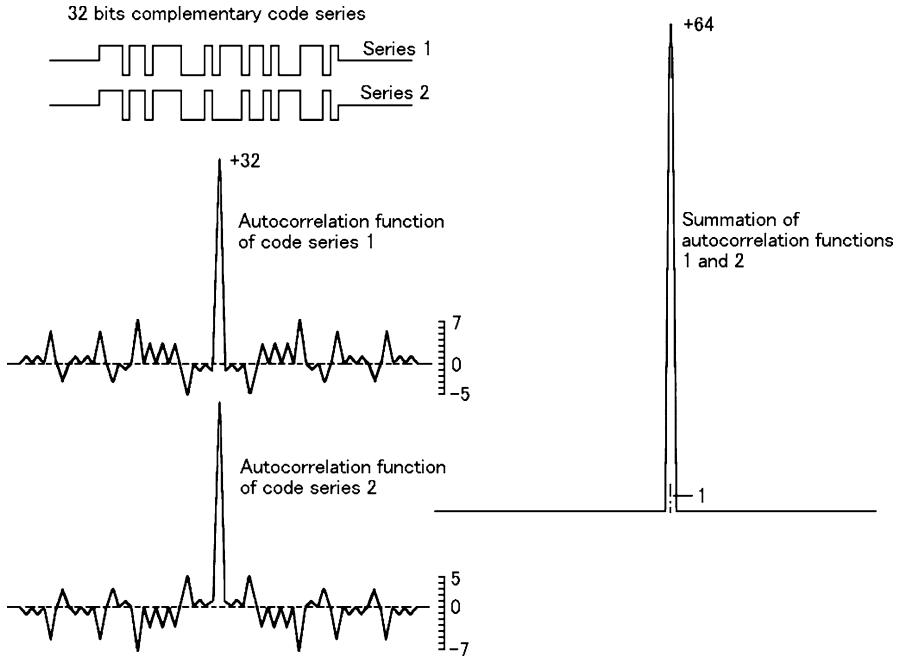 32 bits complementary code series
Series 1
Series 2
+32
Autocorrelation function
of code series 1
7
0
-5
Autocorrelation function
of code series 2
5
0
-7
+64
Summation of
autocorrelation functions
1 and 2
1